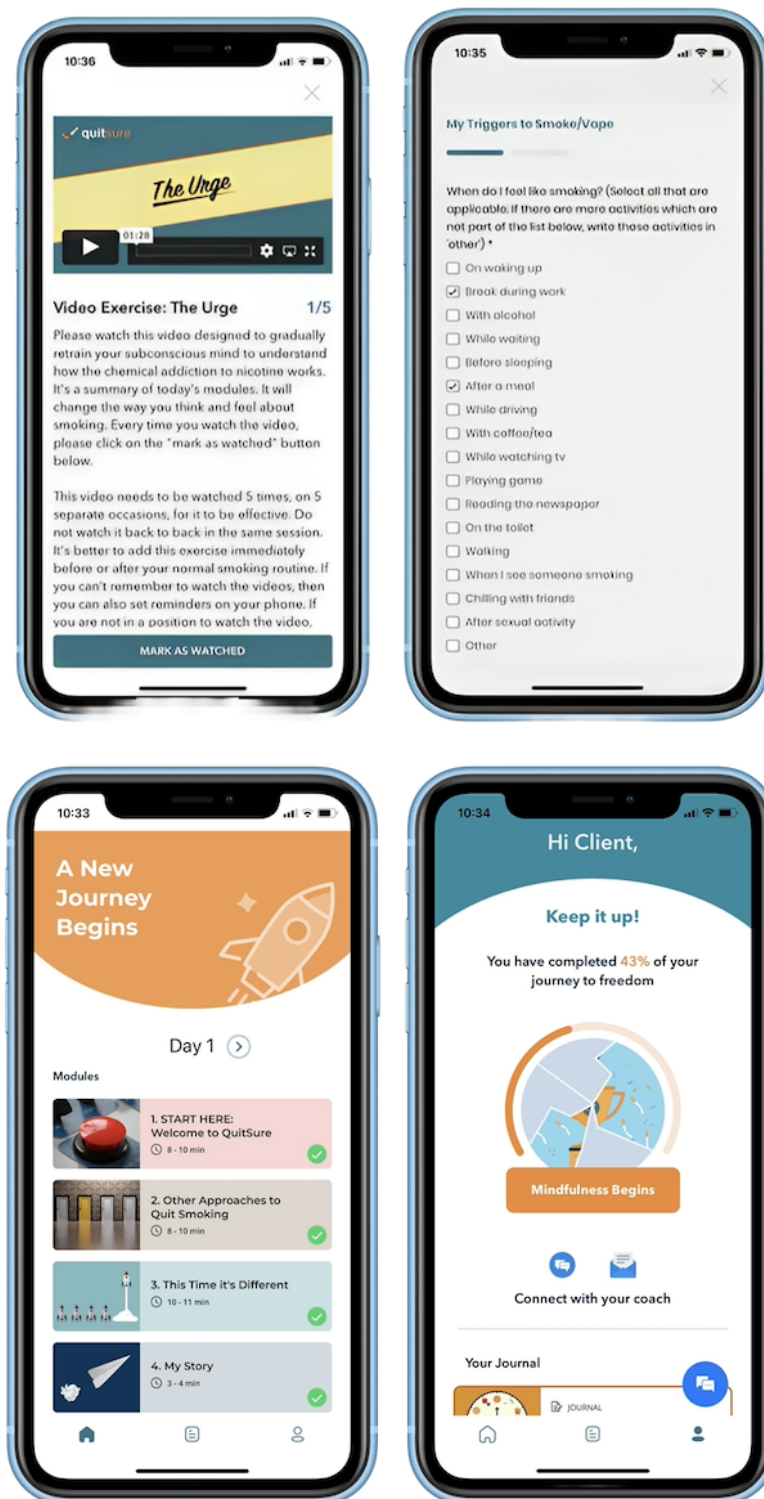 10:36
quitsure
The Urge
01:28
Video Exercise: The Urge 1/5
Please watch this video designed to gradually
retrain your subconscious mind to understand
how the chemical addiction to nicotine works.
It's a summary of today's modules. It will
change the way you think and feel about
smoking. Every time you watch the video,
please click on the "mark as watched" button
below.
This video needs to be watched 5 times, on 5
separate occasions, for it to be effective. Do
not watch it back to back in the same session.
It's better to add this exercise immediately
before or after your normal smoking routine. If
you can't remember to watch the videos, then
you can also set reminders on your phone. If
you are not in a position to watch the video,
MARK AS WATCHED
10:35
My Triggers to Smoke/Vape
When do I feel like smoking? (Select all that are
applicable. If there are more activities which are
not part of the list below, write those activities in
'other') *
On waking up
Break during work
With alcohol
While waiting
Before sleeping
After a meal
While driving
With coffee/tea
While watching tv
Playing game
Reading the newspaper
On the toilet
Walking
When I see someone smoking
Chilling with friends
After sexual activity
Other
10:33
A New
Journey
Begins
Day 1
Modules
1. START HERE:
Welcome to QuitSure
8 - 10 min
2. Other Approaches to
Quit Smoking
8 - 10 min
3. This Time it's Different
10 - 11 min
4. My Story
3 - 4 min
10:34
Hi Client,
Keep it up!
You have completed 43% of your
journey to freedom
Mindfulness Begins
Connect with your coach
Your Journal
JOURNAL